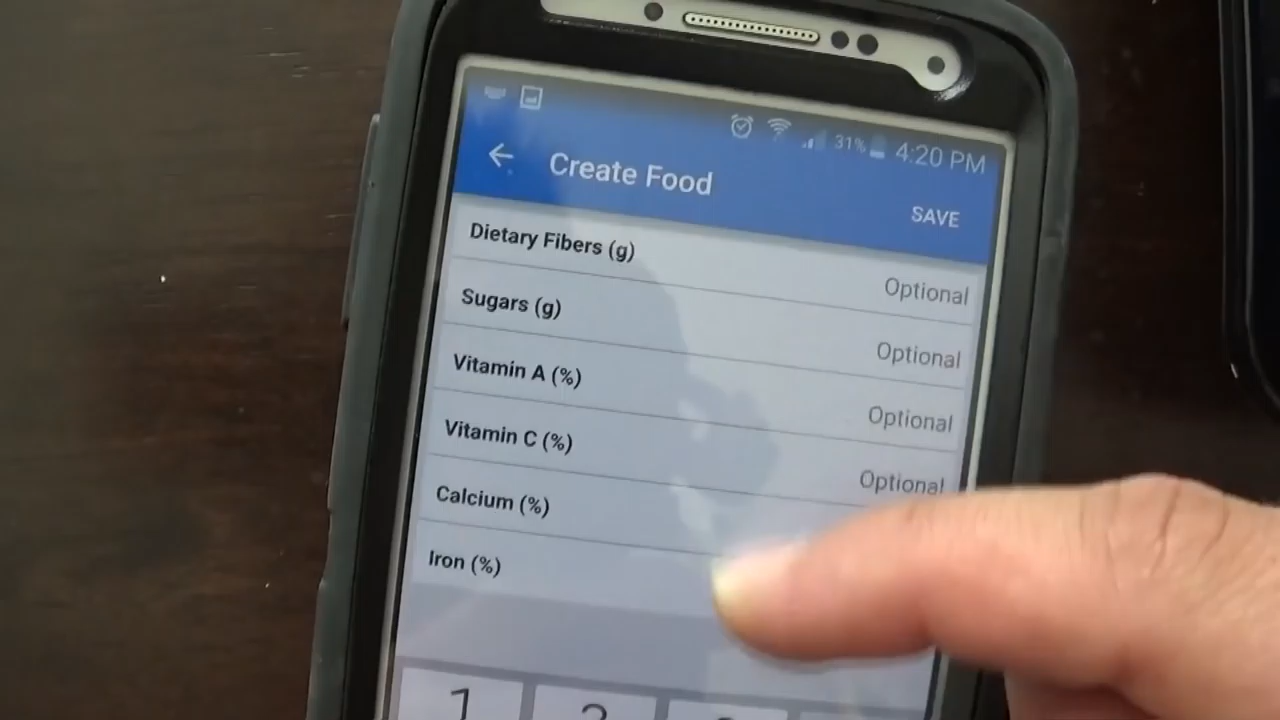 31% 4:20 PM
Create Food
SAVE
Dietary Fibers (g)
Optional
Sugars (g)
Optional
Vitamin A (%)
Optional
Vitamin C (%)
Optional
Calcium (%)
Iron (%)
1 2